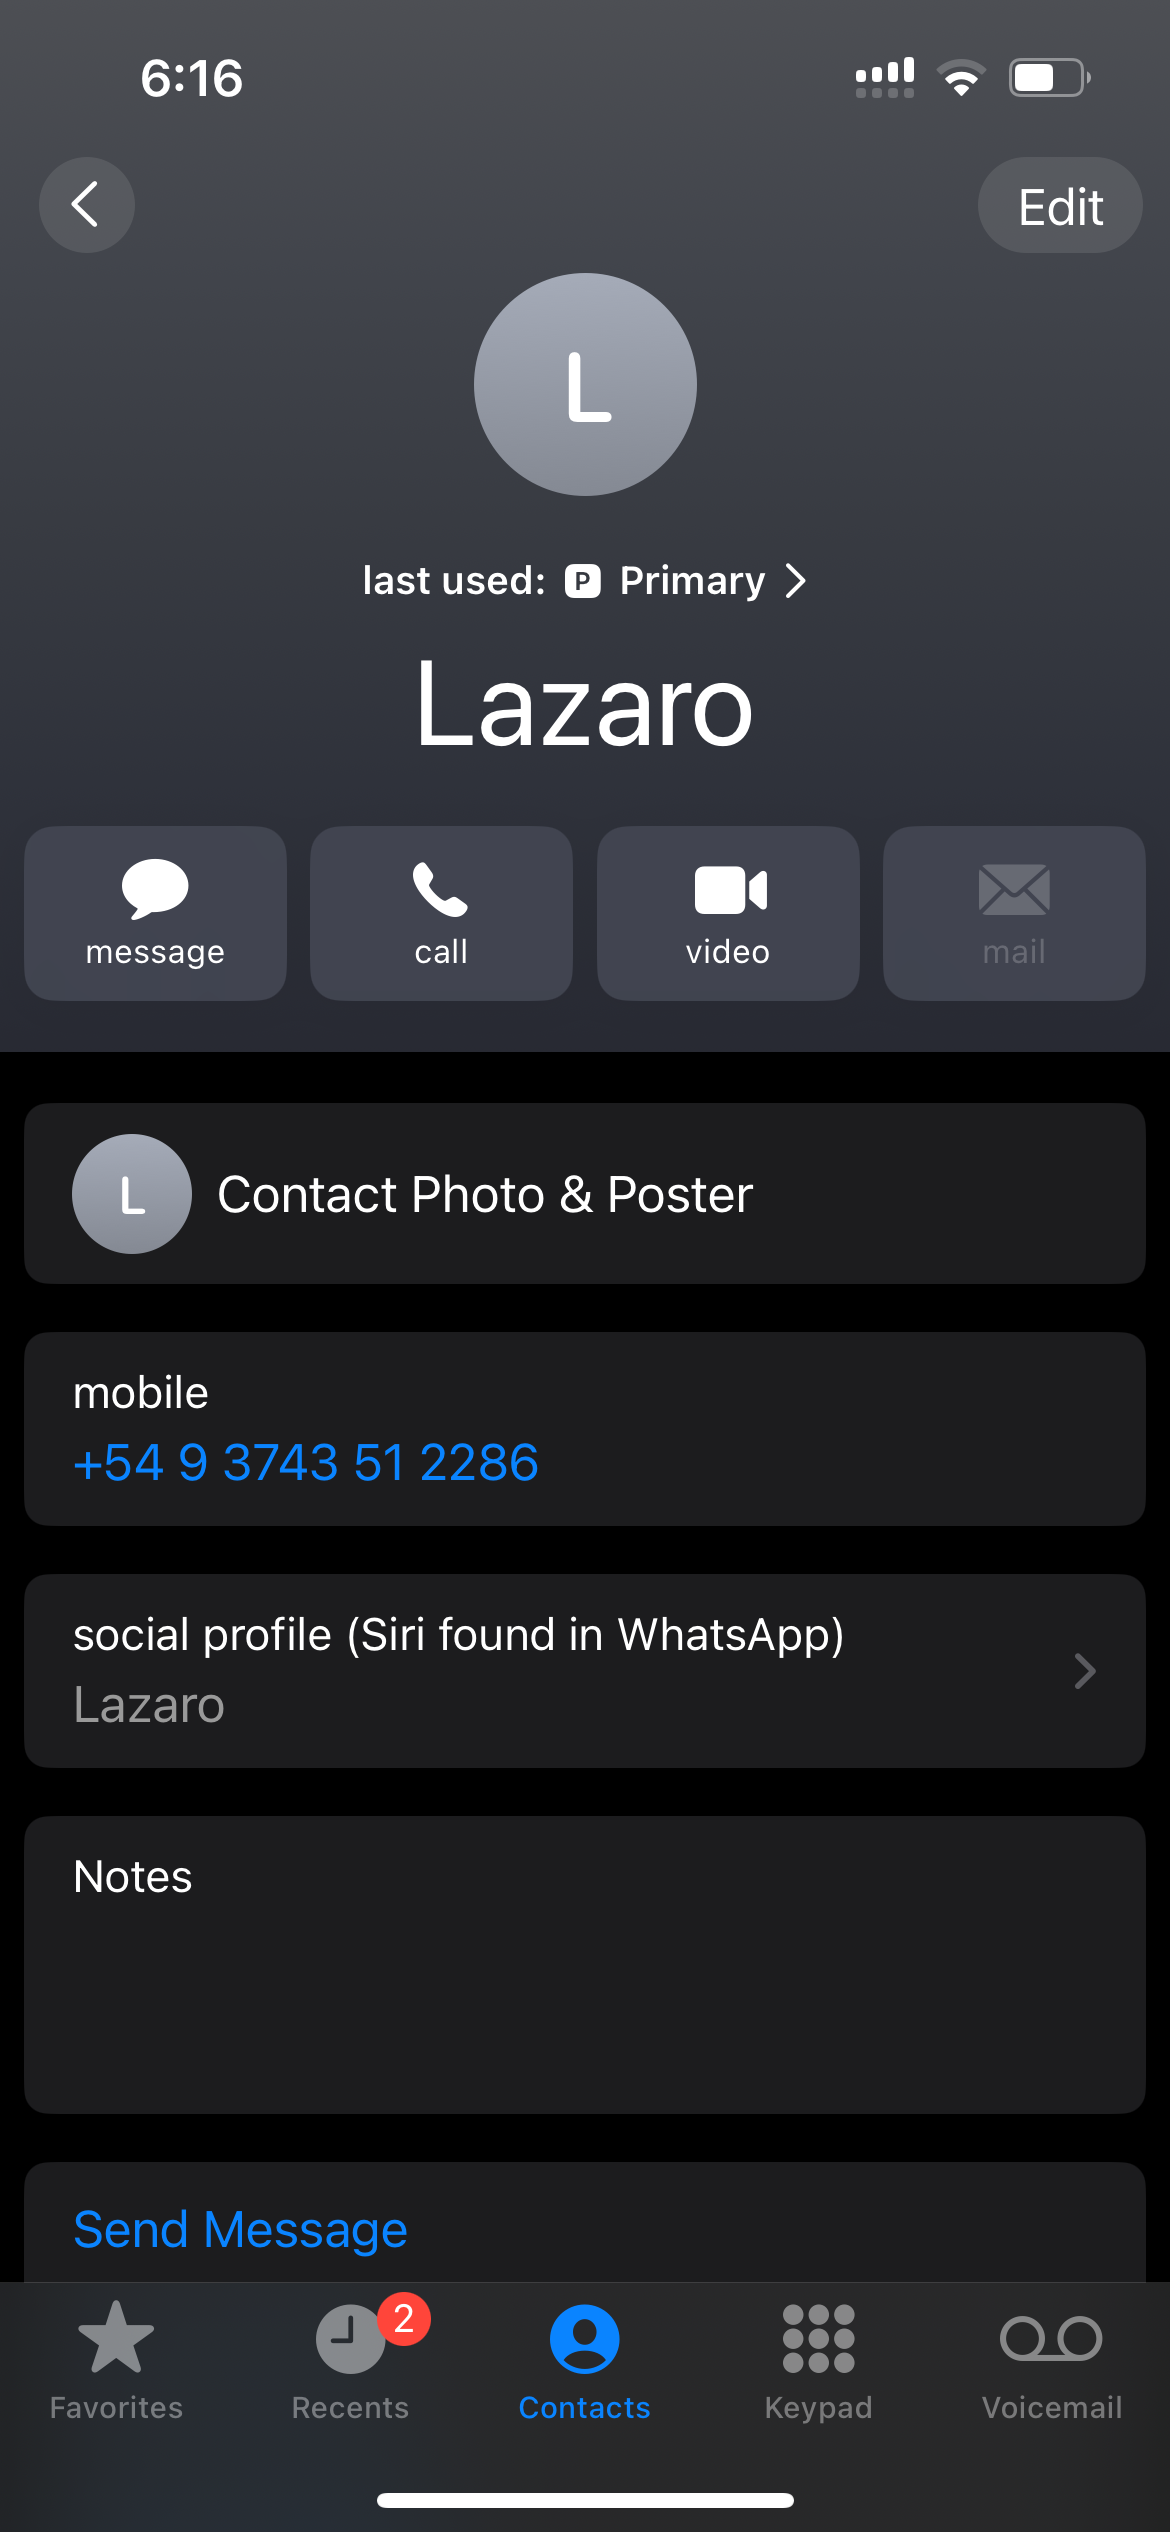 6:16
Edit
L
last used: P Primary
Lazaro
message
call
video
mail
L
Contact Photo & Poster
mobile
+54 9 3743 51 2286
social profile (Siri found in WhatsApp)
Lazaro
Notes
Send Message
2
Favorites
Recents
Contacts
Keypad
Voicemail